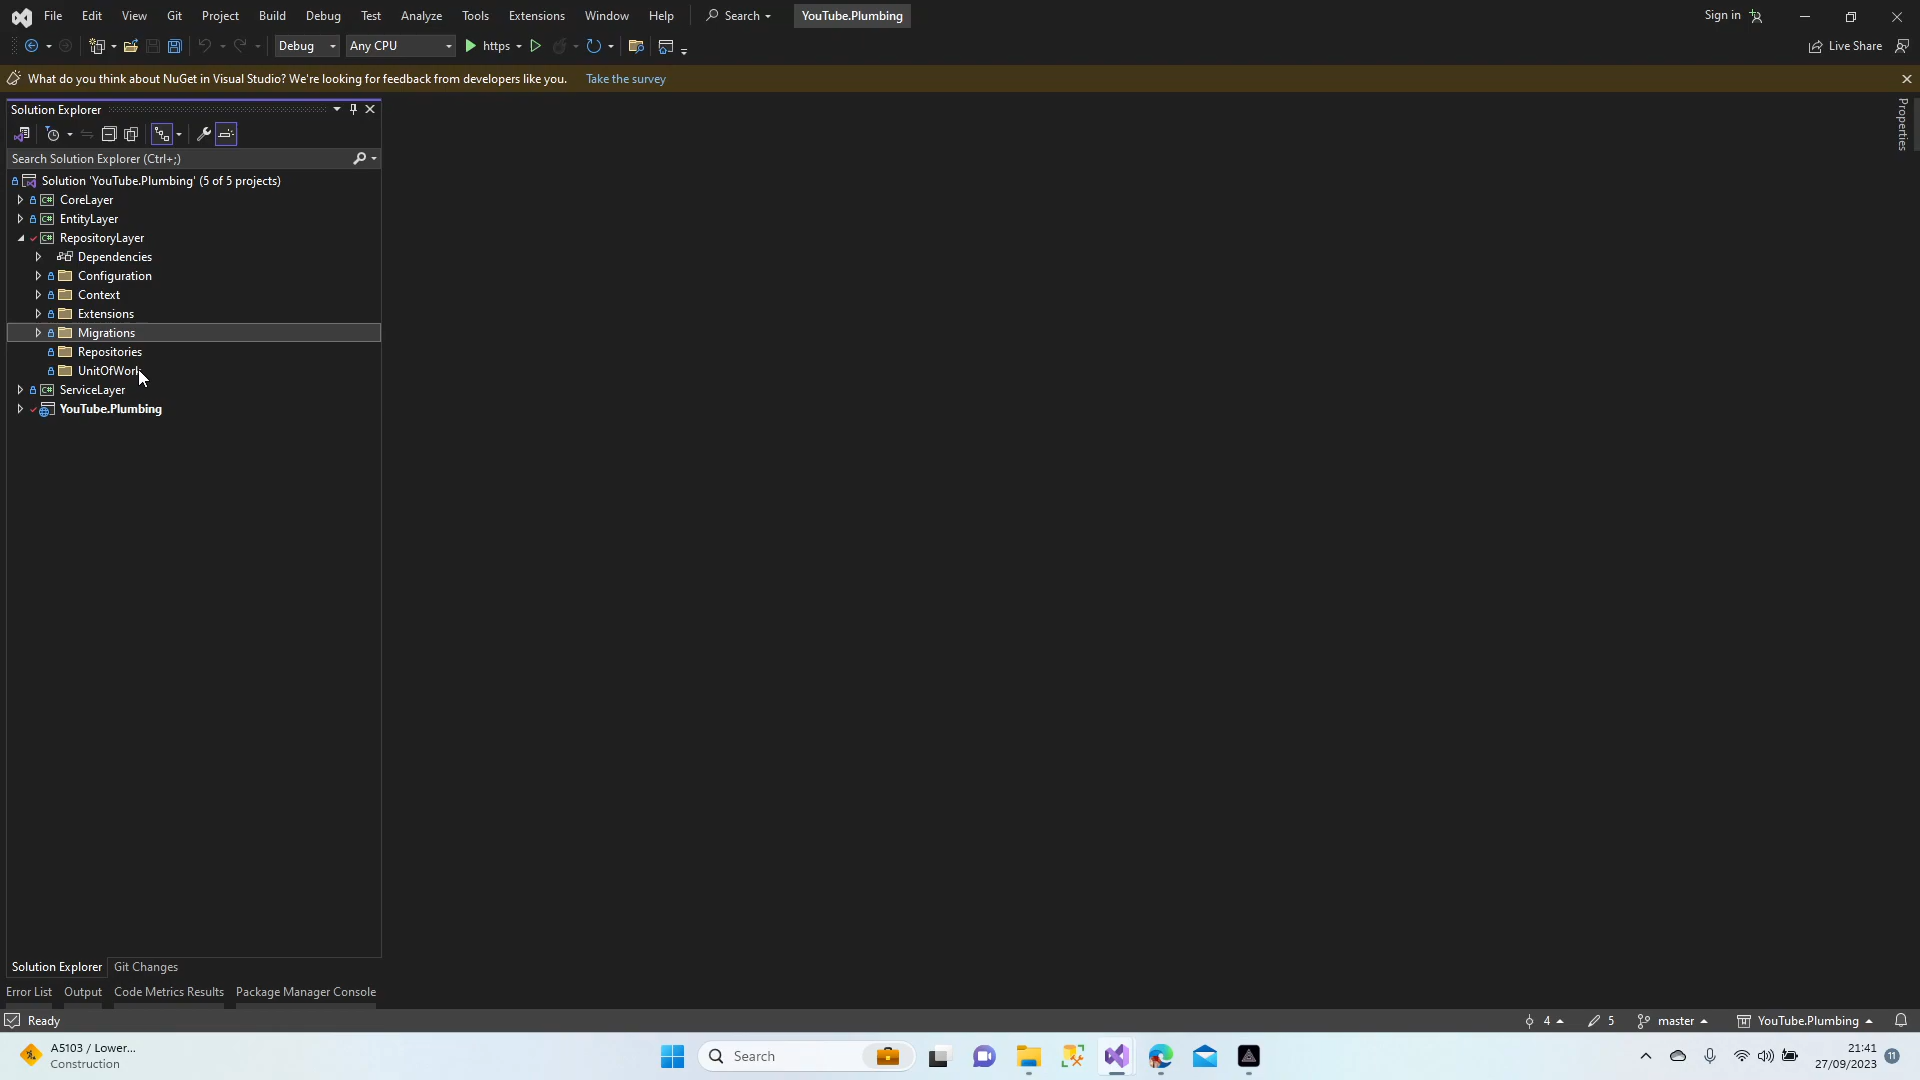 File Edit View Git Project Build Debug Test Analyze Tools Extensions Window Help Search YouTube.Plumbing Sign in
Debug Any CPU https Live Share
What do you think about NuGet in Visual Studio? We're looking for feedback from developers like you. Take the survey
Solution Explorer
Properties
Search Solution Explorer (Ctrl+;)
Solution 'YouTube.Plumbing' (5 of 5 projects)
C# CoreLayer
C# EntityLayer
C# RepositoryLayer
Dependencies
Configuration
Context
Extensions
Migrations
Repositories
UnitOfWork
C# ServiceLayer
YouTube.Plumbing
Solution Explorer Git Changes
Error List Output Code Metrics Results Package Manager Console
Ready 4 5 master YouTube.Plumbing
A5103 / Lower...
Construction
Search
21:41
27/09/2023
11